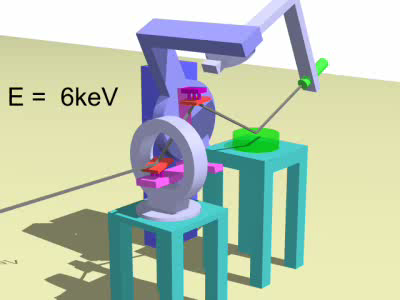 E = 6keV